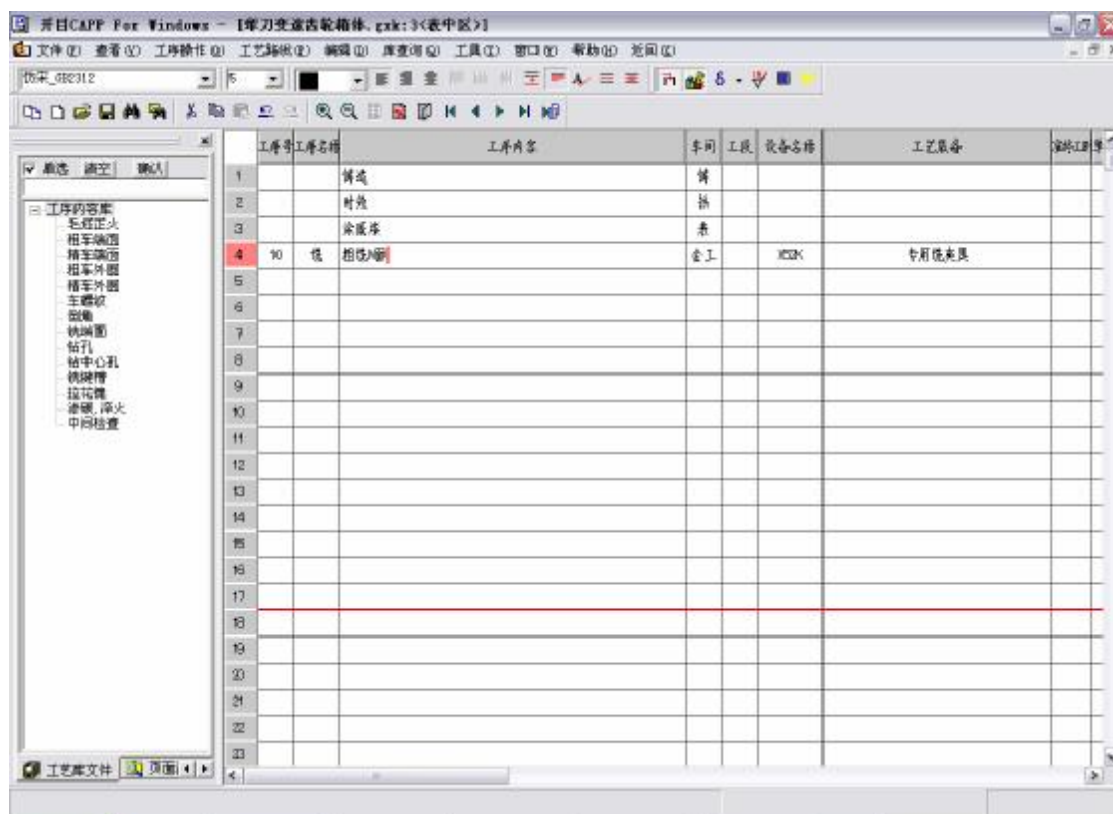 开目CAPP For Windows - [单刀变速齿轮箱体.gxk:3<表中区>]
文件(F) 查看(V) 工序操作(O) 工艺路线(R) 编辑(D) 库查询(Q) 工具(T) 窗口(W) 帮助(H) 返回(X)
仿宋_GB2312 5
工序号 工序名称 工序内容 车间 工段 设备名称 工艺装备
单选 清空 确认
1 铸造 铸
2 时效 热
3 涂底漆 表
4 10 铣 粗铣N面 金工 X52K 专用铣夹具
5
6
7
8
9
10
11
12
13
14
15
16
17
18
19
20
21
22
23
工序内容库
毛坯正火
粗车端面
精车端面
粗车外圆
精车外圆
车螺纹
倒角
铣端面
钻孔
钻中心孔
铣键槽
拉花键
渗碳,淬火
中间检查
工艺库文件 页面